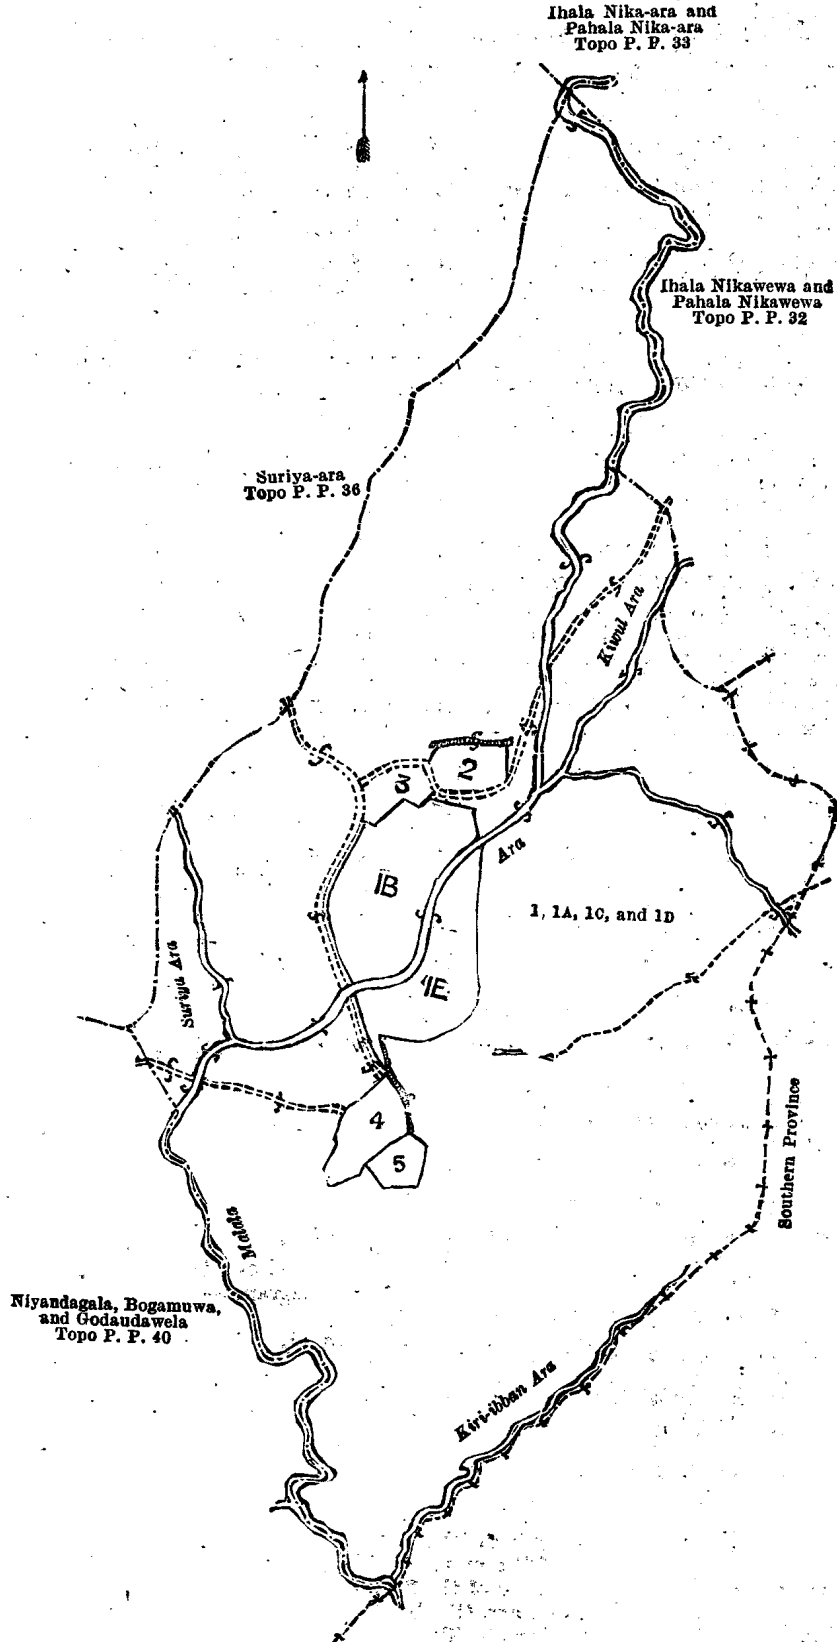 Ihala Nika-ara and
Pahala Nika-ara
Topo P. P. 33
Ihala Nikawewa and
Pahala Nikawewa
Topo P. P. 32
Suriya-ara
Topo P. P. 36
Kiwul Ara
2
3
Ara
1B
1, 1A, 1C, and 1D
Suriya Ara
1E
4
5
Southern Province
Malala
Niyandagala, Bogamuwa,
and Godaudawela
Topo P. P. 40
Kiri-ibban Ara